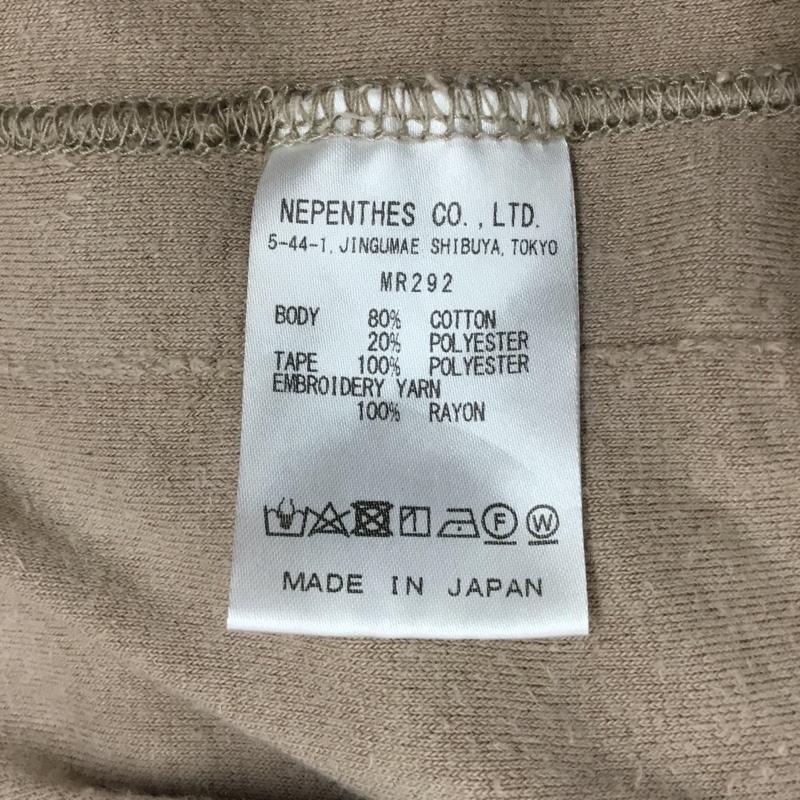 NEPENTHES CO., LTD.
5-44-1, JINGUMAE SHIBUYA, TOKYO
MR292
BODY 80% COTTON
20% POLYESTER
TAPE 100% POLYESTER
EMBROIDERY YARN
100% RAYON
F W
MADE IN JAPAN